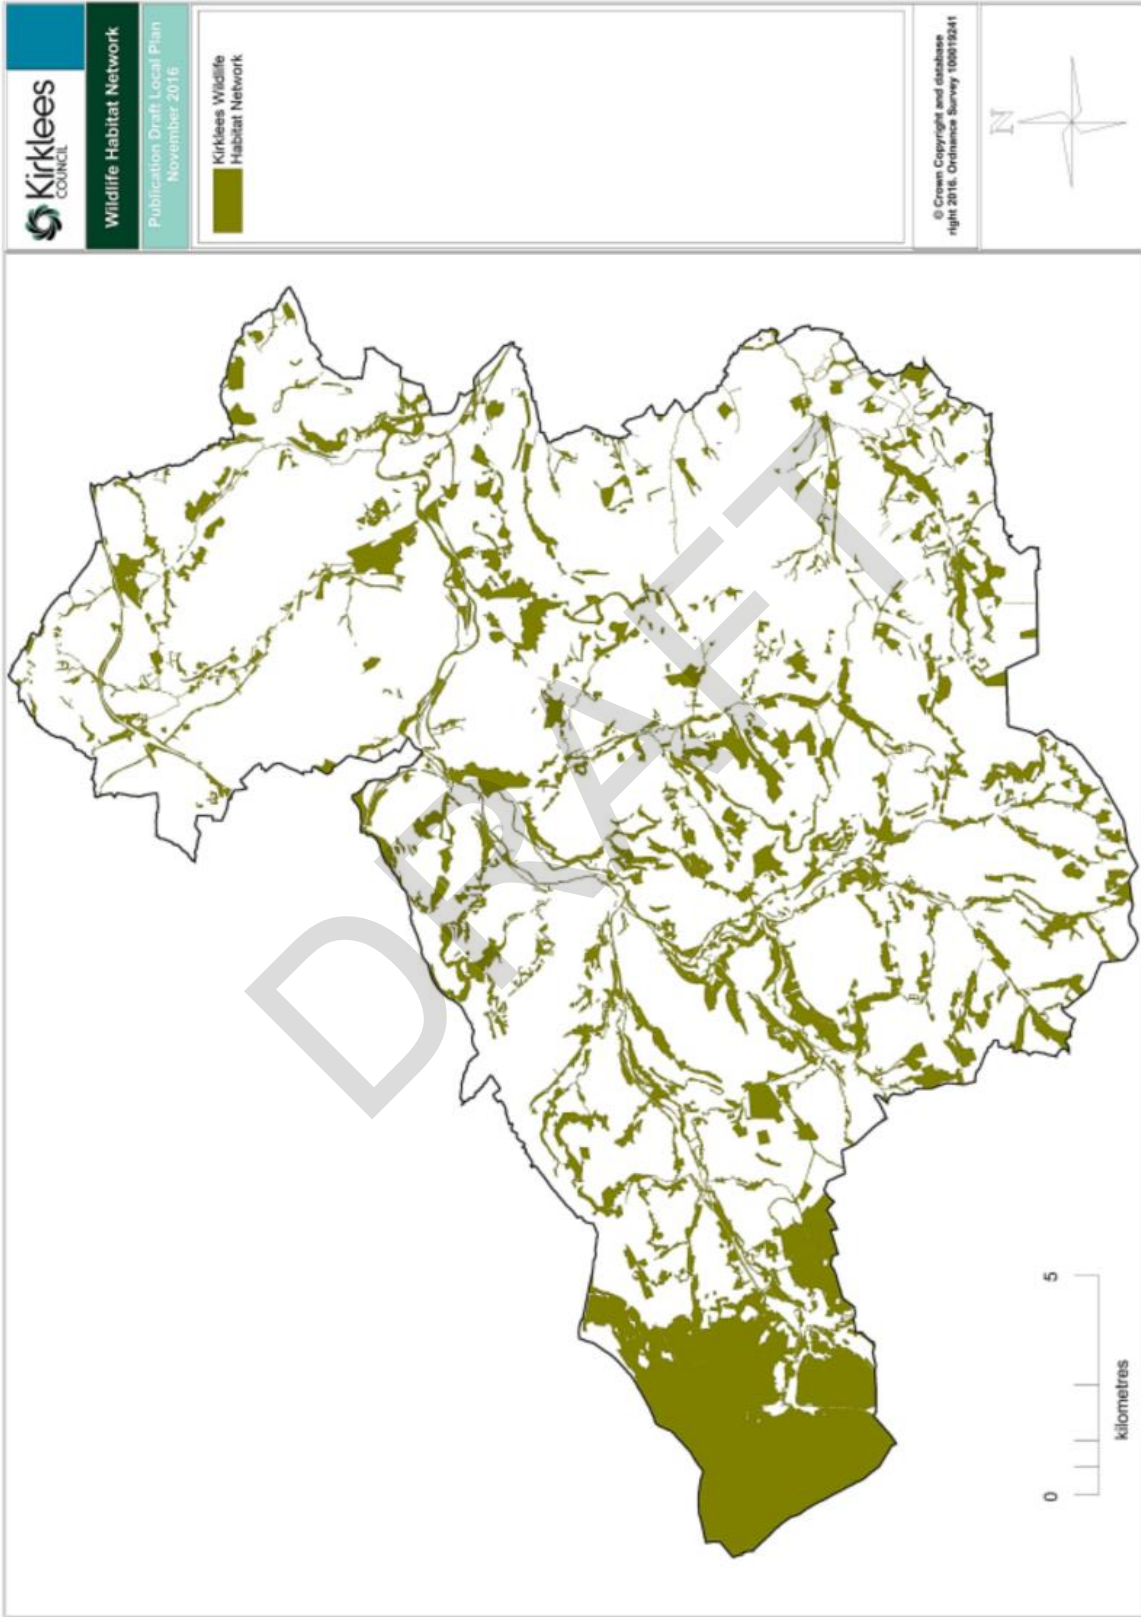 Kirklees
COUNCIL
Wildlife Habitat Network
Publication Draft Local Plan
November 2016
Kirklees Wildlife
Habitat Network
© Crown Copyright and database
right 2016. Ordnance Survey 100019241
N
DRAFT
0 5
kilometres